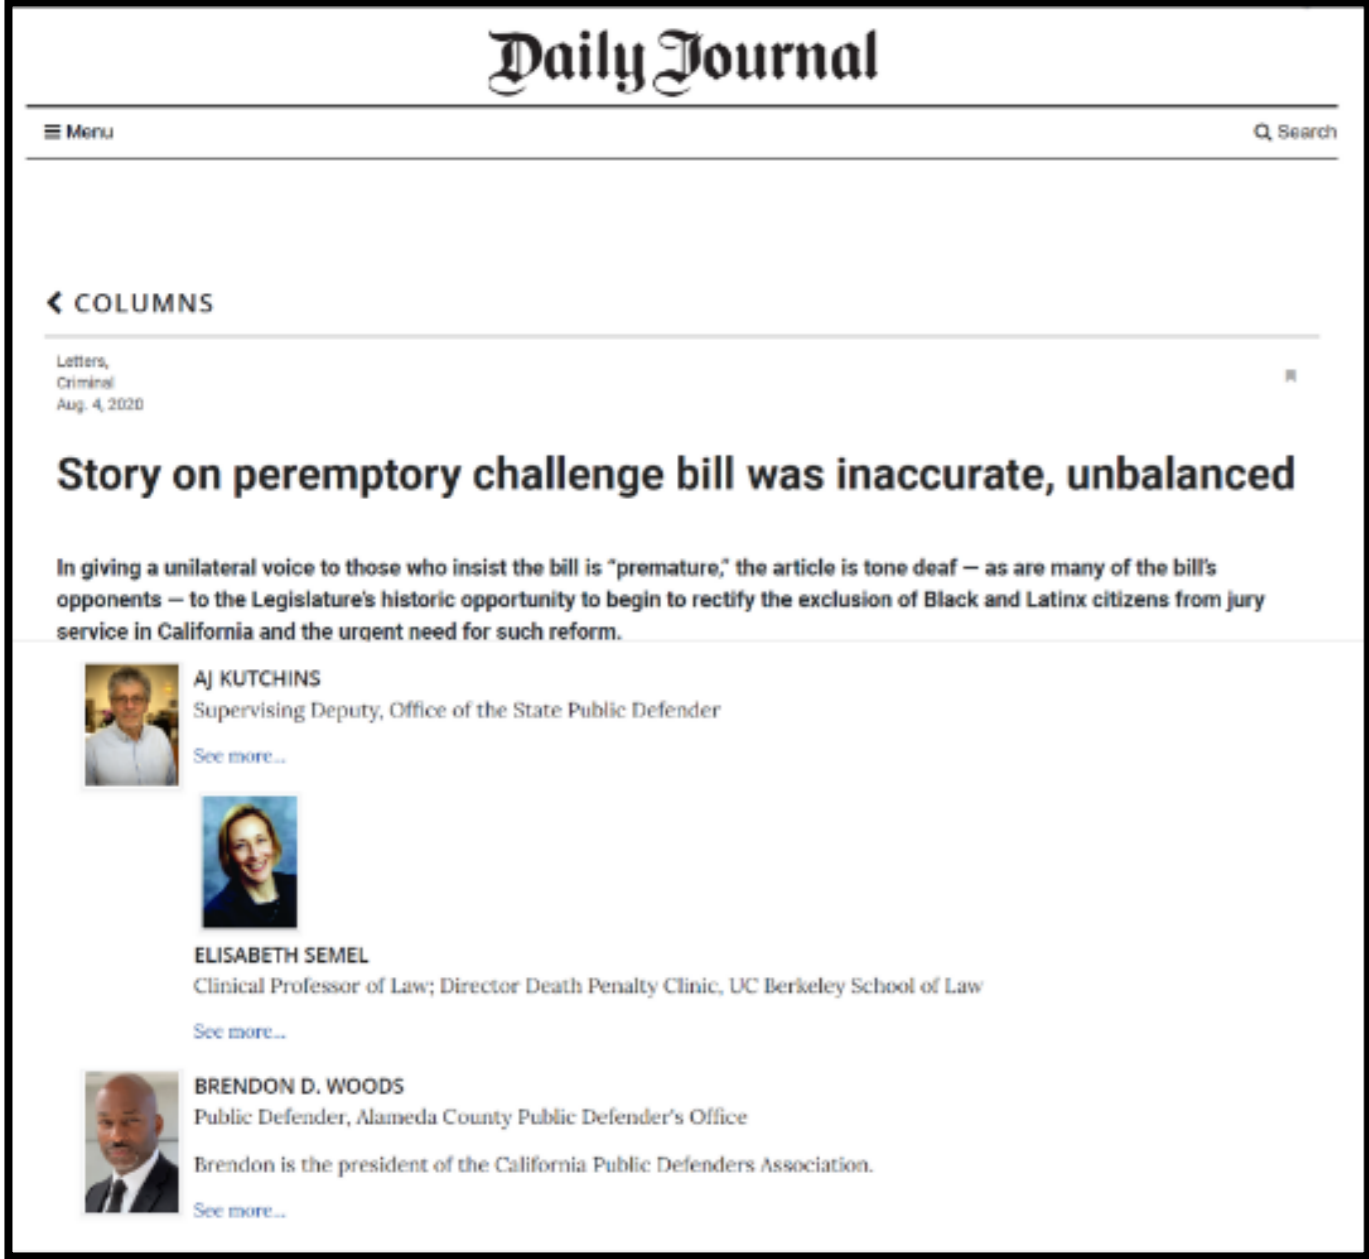 Daily Journal
Menu
Search
COLUMNS
Letters,
Criminal
Aug. 4, 2020
Story on peremptory challenge bill was inaccurate, unbalanced
In giving a unilateral voice to those who insist the bill is “premature,” the article is tone deaf — as are many of the bill’s
opponents — to the Legislature’s historic opportunity to begin to rectify the exclusion of Black and Latinx citizens from jury
service in California and the urgent need for such reform.
AJ KUTCHINS
Supervising Deputy, Office of the State Public Defender
See more...
ELISABETH SEMEL
Clinical Professor of Law; Director Death Penalty Clinic, UC Berkeley School of Law
See more...
BRENDON D. WOODS
Public Defender, Alameda County Public Defender's Office
Brendon is the president of the California Public Defenders Association.
See more...